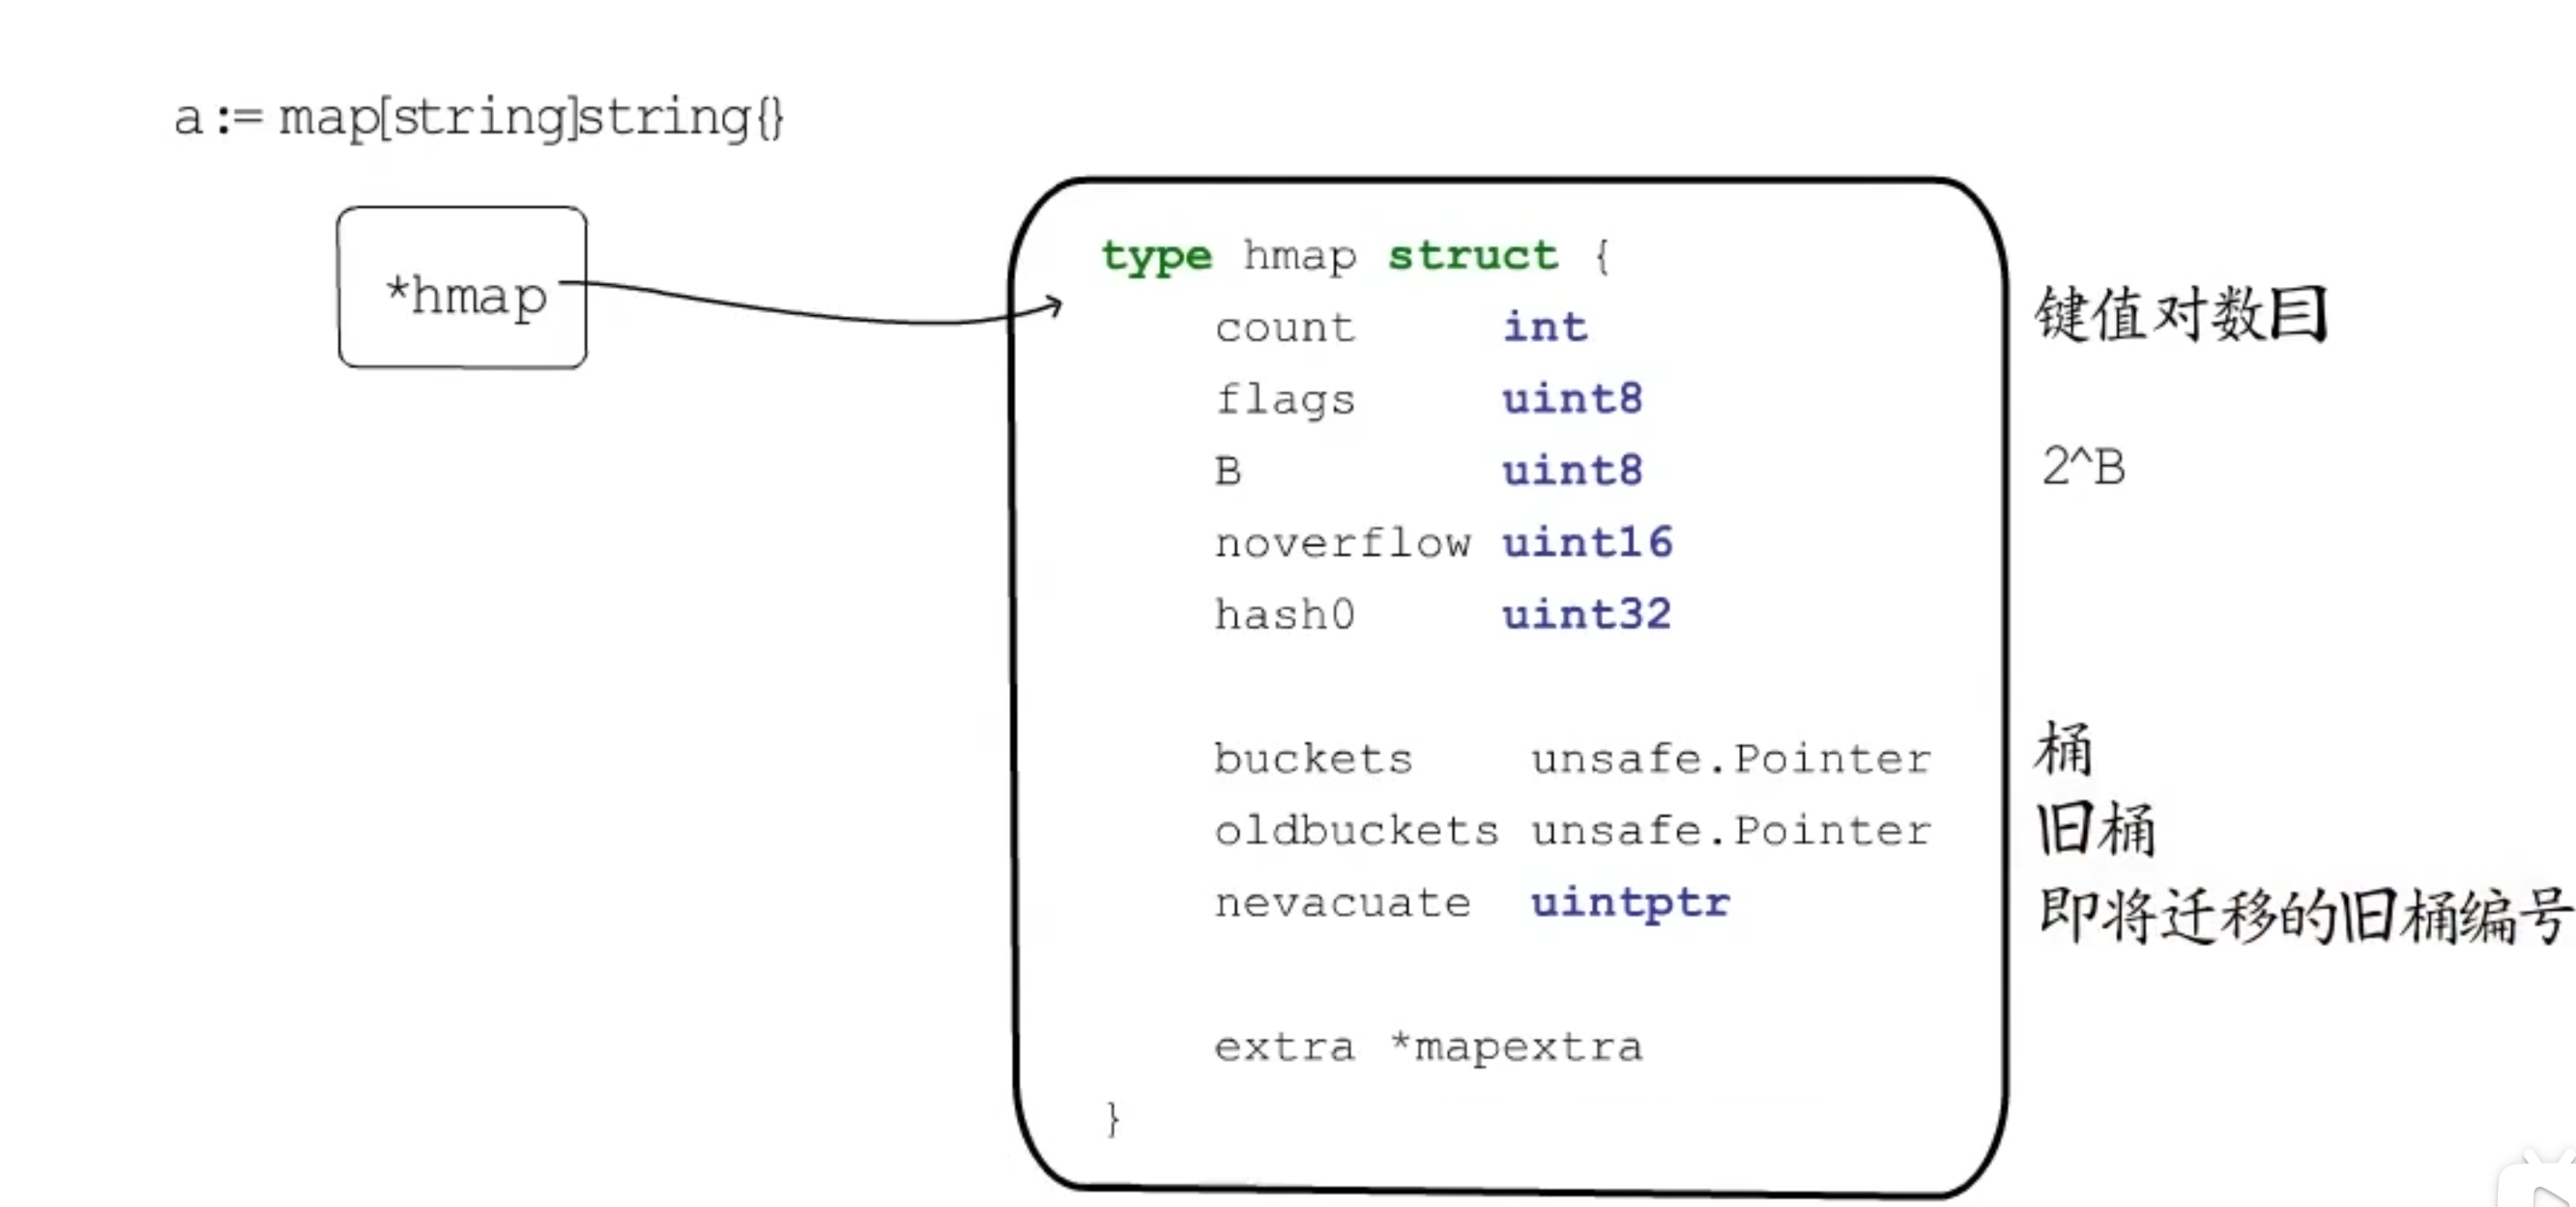 a := map[string]string{}
*hmap
type hmap struct {
count int 键值对数目
flags uint8
B uint8 2^B
noverflow uint16
hash0 uint32
buckets unsafe.Pointer 桶
oldbuckets unsafe.Pointer 旧桶
nevacuate uintptr 即将迁移的旧桶编号
extra *mapextra
}